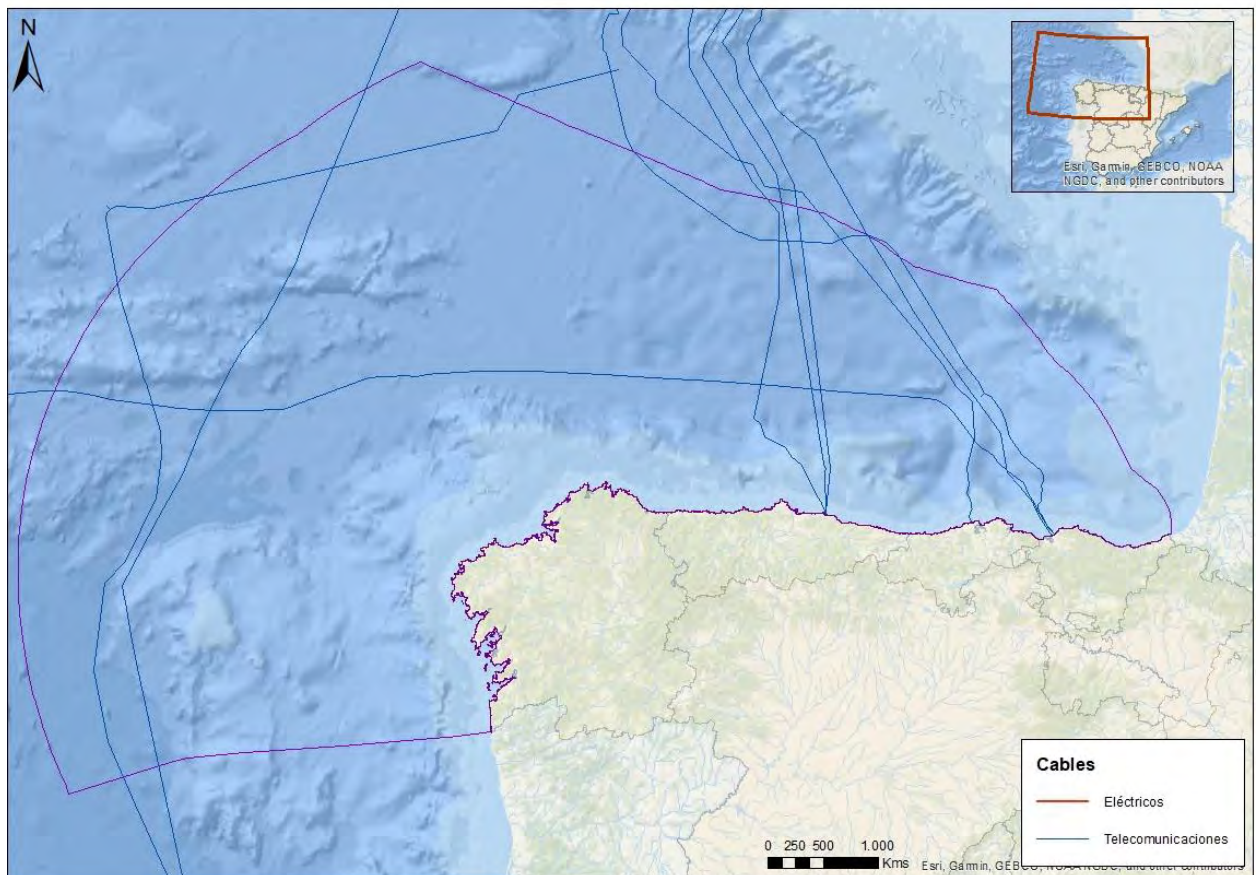 N
Esri, Garmin, GEBCO, NOAA
NGDC, and other contributors
Cables
Eléctricos
Telecomunicaciones
0 250 500 1.000
Kms
Esri, Garmin, GEBCO, NOAA NGDC, and other contributors